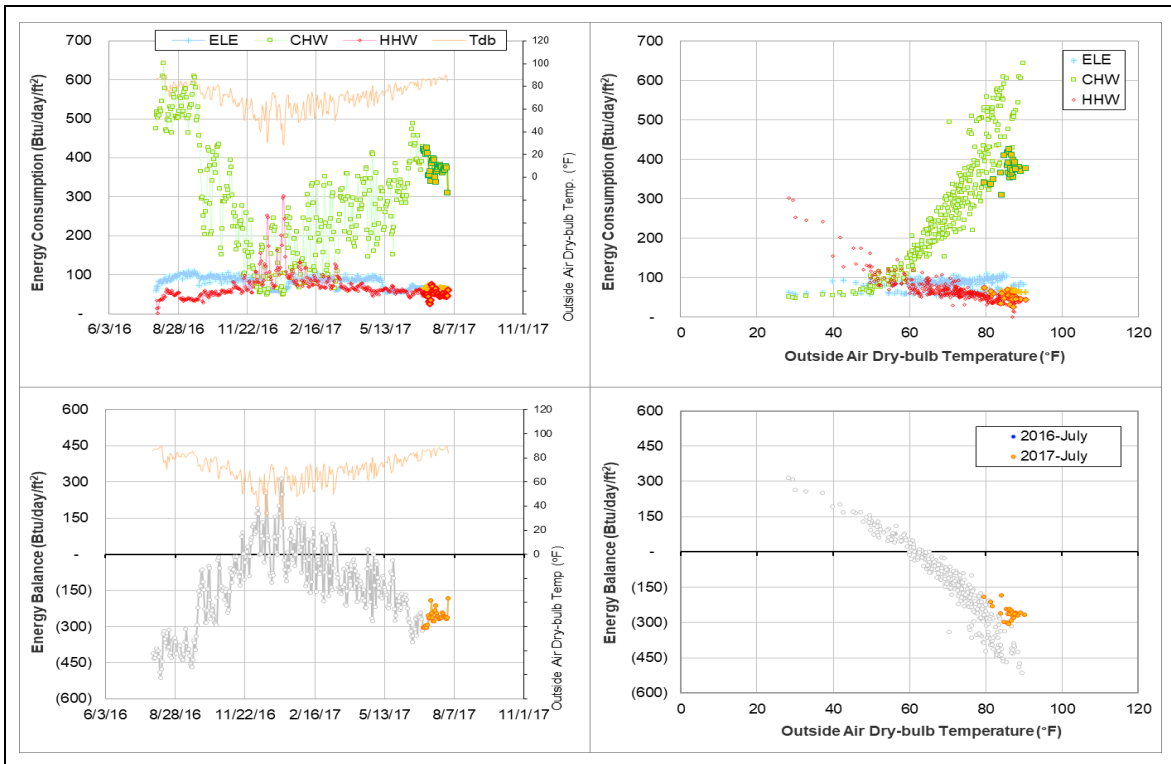 ELE CHW HHW Tdb
Energy Consumption (Btu/day/ft²)
700
600
500
400
300
200
100
-
120
100
80
60
40
20
0
Outside Air Dry-bulb Temp. (°F)
6/3/16 8/28/16 11/22/16 2/16/17 5/13/17 8/7/17 11/1/17
Energy Consumption (Btu/day/ft²)
700
600
500
400
300
200
100
-
ELE
CHW
HHW
0 20 40 60 80 100 120
Outside Air Dry-bulb Temperature (°F)
Energy Balance (Btu/day/ft²)
600
450
300
150
-
(150)
(300)
(450)
(600)
120
100
80
60
40
20
0
Outside Air Dry-bulb Temp (°F)
6/3/16 8/28/16 11/22/16 2/16/17 5/13/17 8/7/17 11/1/17
Energy Balance (Btu/day/ft²)
600
450
300
150
-
(150)
(300)
(450)
(600)
2016-July
2017-July
0 20 40 60 80 100 120
Outside Air Dry-bulb Temperature (°F)